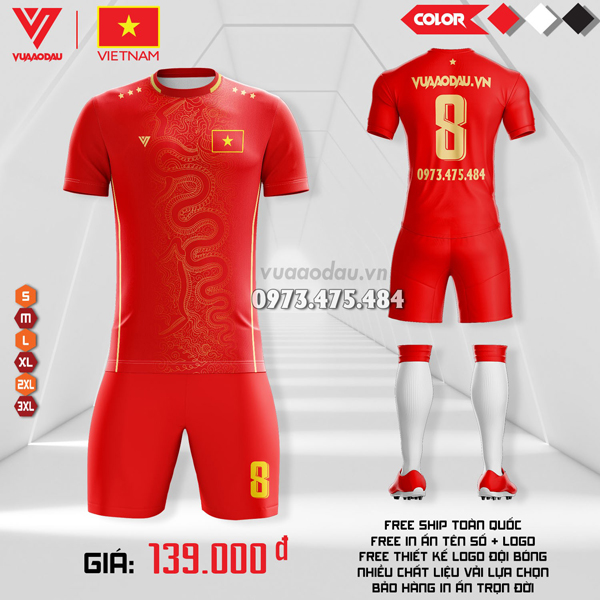 VUAAODAU
VIETNAM
COLOR
VUAAODAU.VN
8
0973.475.484
vuaaodau.vn
0973.475.484
S
M
L
XL
2XL
3XL
8
GIÁ: 139.000 đ
FREE SHIP TOÀN QUỐC
FREE IN ẤN TÊN SỐ + LOGO
FREE THIẾT KẾ LOGO ĐỘI BÓNG
NHIỀU CHẤT LIỆU VẢI LỰA CHỌN
BẢO HÀNG IN ẤN TRỌN ĐỜI